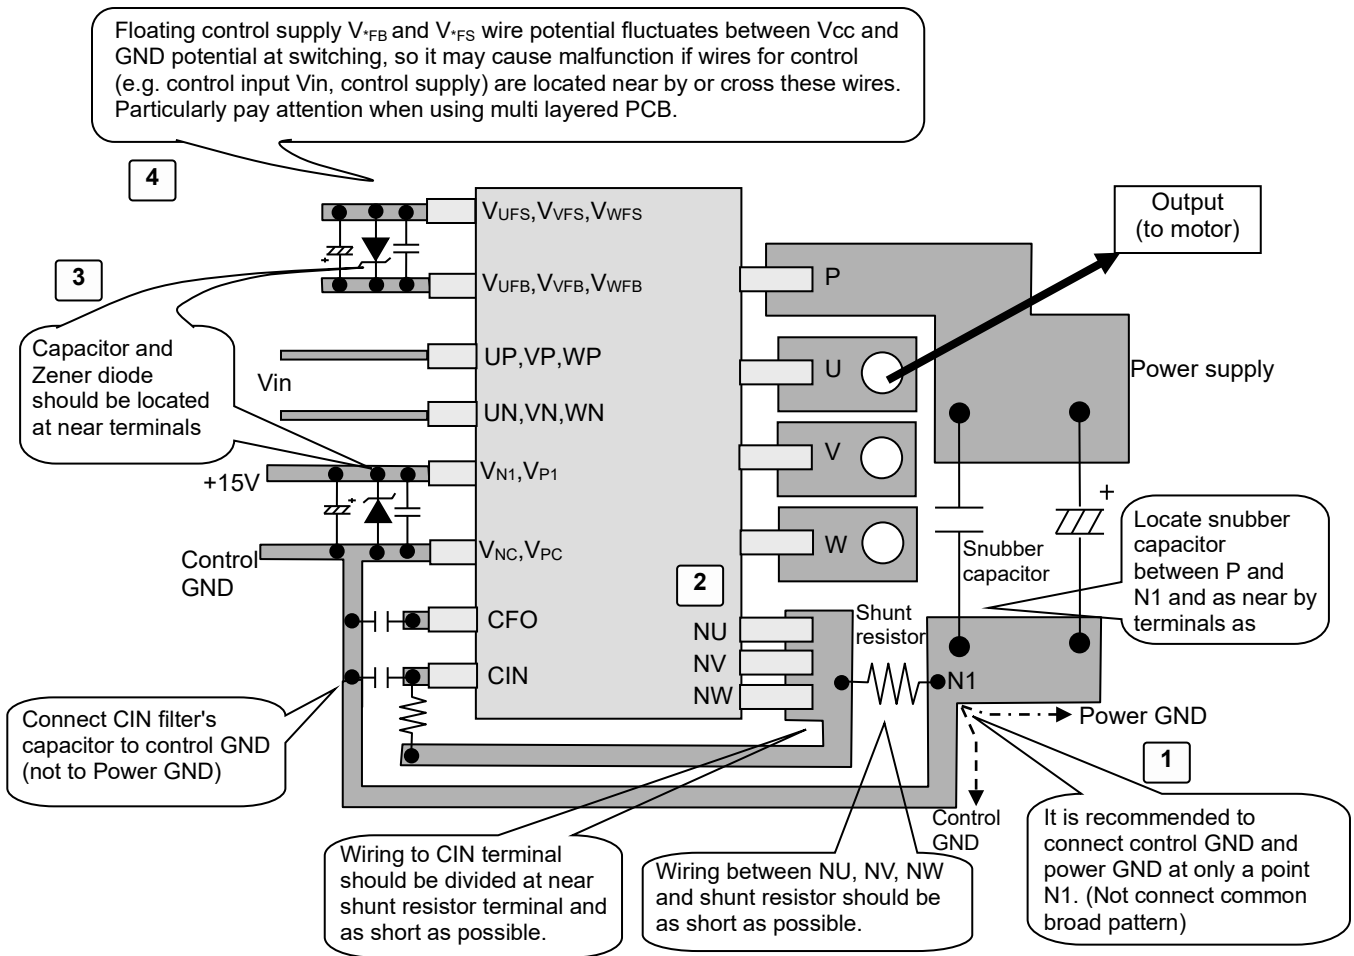 Floating control supply V*FB and V*FS wire potential fluctuates between Vcc and
GND potential at switching, so it may cause malfunction if wires for control
(e.g. control input Vin, control supply) are located near by or cross these wires.
Particularly pay attention when using multi layered PCB.
4
VUFS,VVFS,VWFS
Output
(to motor)
P
3
VUFB,VVFB,VWFB
Capacitor and
Zener diode
should be located
at near terminals
Vin
UP,VP,WP
UN,VN,WN
U
V
W
Power supply
+15V
VN1,VP1
+
+
+
Control
GND
VNC,VPC
Snubber
capacitor
Locate snubber
capacitor
between P and
N1 and as near by
terminals as
2
CFO
CIN
NU
NV
NW
Shunt
resistor
N1
Power GND
1
Control
GND
Connect CIN filter's
capacitor to control GND
(not to Power GND)
Wiring to CIN terminal
should be divided at near
shunt resistor terminal and
as short as possible.
Wiring between NU, NV, NW
and shunt resistor should be
as short as possible.
It is recommended to
connect control GND and
power GND at only a point
N1. (Not connect common
broad pattern)